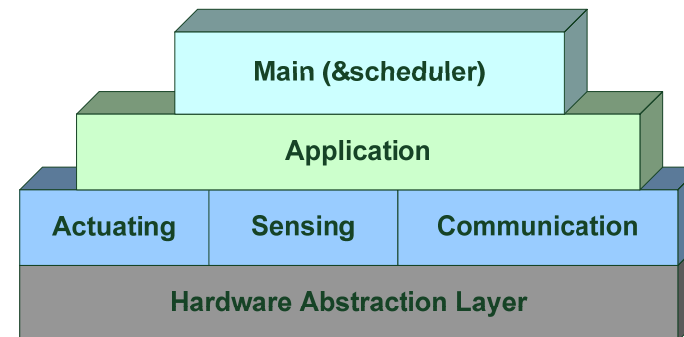 Main (&scheduler)
Application
Actuating Sensing Communication
Hardware Abstraction Layer